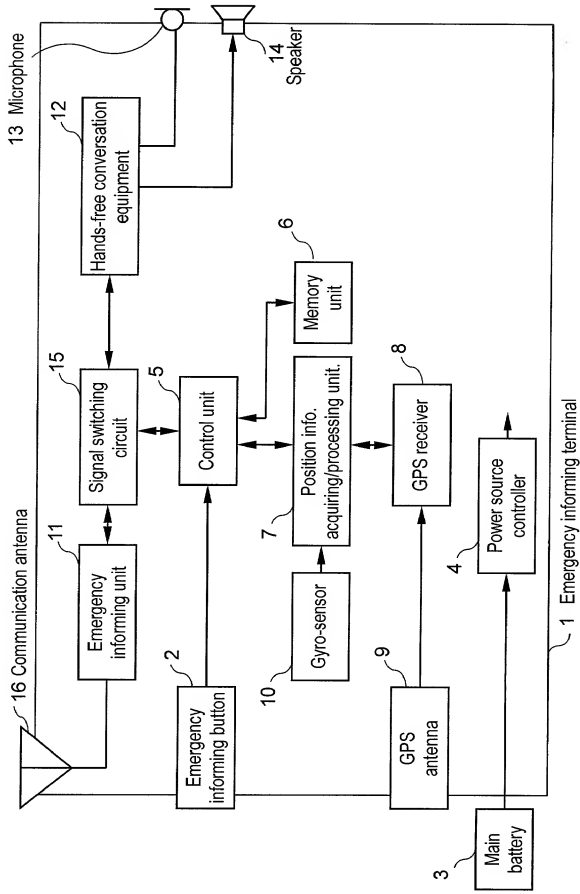 16 Communication antenna
11
Emergency
informing unit
15
Signal switching
circuit
12
Hands-free conversation
equipment
13 Microphone
14
Speaker
2
Emergency
informing button
5
Control unit
6
Memory
unit
10
Gyro-sensor
7
Position info.
acquiring/processing unit.
9
GPS
antenna
8
GPS receiver
3
Main
battery
4
Power source
controller
1 Emergency informing terminal